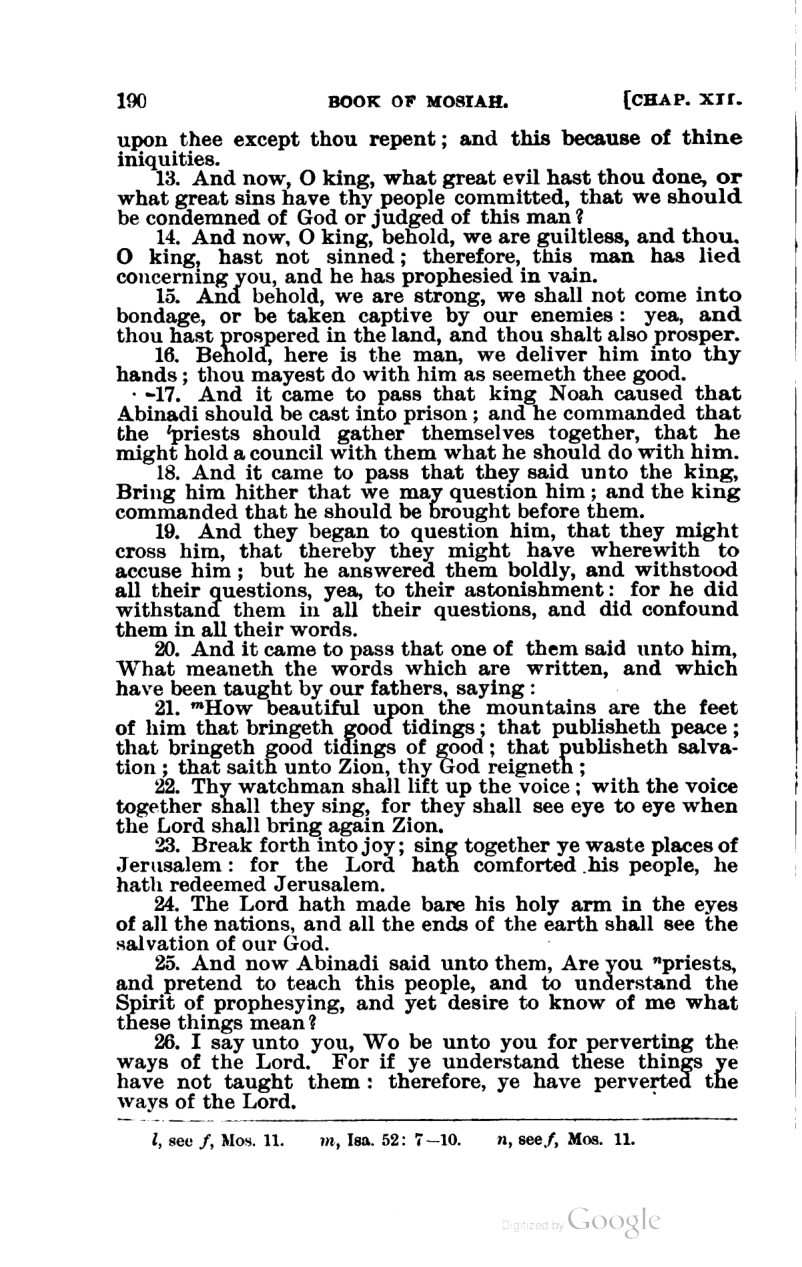 190 BOOK OF MOSIAH. [CHAP. XII.
upon thee except thou repent; and this because of thine
iniquities.
13. And now, O king, what great evil hast thou done, or
what great sins have thy people committed, that we should
be condemned of God or judged of this man?
14. And now, O king, behold, we are guiltless, and thou.
O king, hast not sinned; therefore, this man has lied
concerning you, and he has prophesied in vain.
15. And behold, we are strong, we shall not come into
bondage, or be taken captive by our enemies: yea, and
thou hast prospered in the land, and thou shalt also prosper.
16. Behold, here is the man, we deliver him into thy
hands; thou mayest do with him as seemeth thee good.
17. And it came to pass that king Noah caused that
Abinadi should be cast into prison; and he commanded that
the lpriests should gather themselves together, that he
might hold a council with them what he should do with him.
18. And it came to pass that they said unto the king,
Bring him hither that we may question him; and the king
commanded that he should be brought before them.
19. And they began to question him, that they might
cross him, that thereby they might have wherewith to
accuse him; but he answered them boldly, and withstood
all their questions, yea, to their astonishment: for he did
withstand them in all their questions, and did confound
them in all their words.
20. And it came to pass that one of them said unto him,
What meaneth the words which are written, and which
have been taught by our fathers, saying:
21. mHow beautiful upon the mountains are the feet
of him that bringeth good tidings; that publisheth peace;
that bringeth good tidings of good; that publisheth salva-
tion; that saith unto Zion, thy God reigneth;
22. Thy watchman shall lift up the voice; with the voice
together shall they sing, for they shall see eye to eye when
the Lord shall bring again Zion.
23. Break forth into joy; sing together ye waste places of
Jerusalem: for the Lord hath comforted his people, he
hath redeemed Jerusalem.
24. The Lord hath made bare his holy arm in the eyes
of all the nations, and all the ends of the earth shall see the
salvation of our God.
25. And now Abinadi said unto them, Are you npriests,
and pretend to teach this people, and to understand the
Spirit of prophesying, and yet desire to know of me what
these things mean?
26. I say unto you, Wo be unto you for perverting the
ways of the Lord. For if ye understand these things ye
have not taught them: therefore, ye have perverted the
ways of the Lord.
l, see f, Mos. 11. m, Isa. 52: 7–10. n, see f, Mos. 11.
Digitized by Google